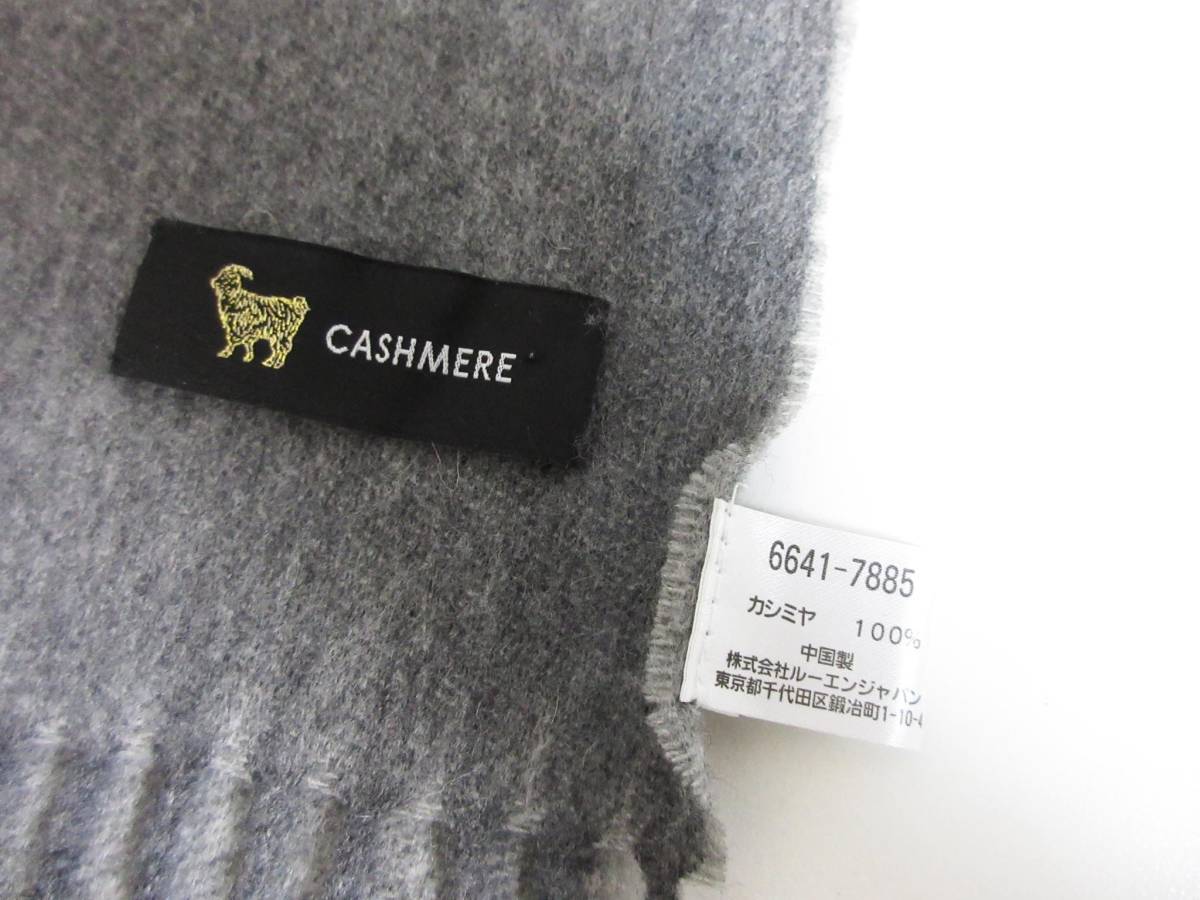 CASHMERE
6641-7885
カシミヤ 100%
中国製
株式会社ルーエンジャパン
東京都千代田区鍛冶町1-10-4